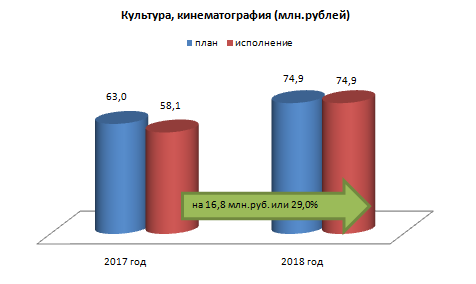 Культура, кинематография (млн.рублей)
план исполнение
63,0 58,1 74,9 74,9
на 16,8 млн.руб. или 29,0%
2017 год 2018 год